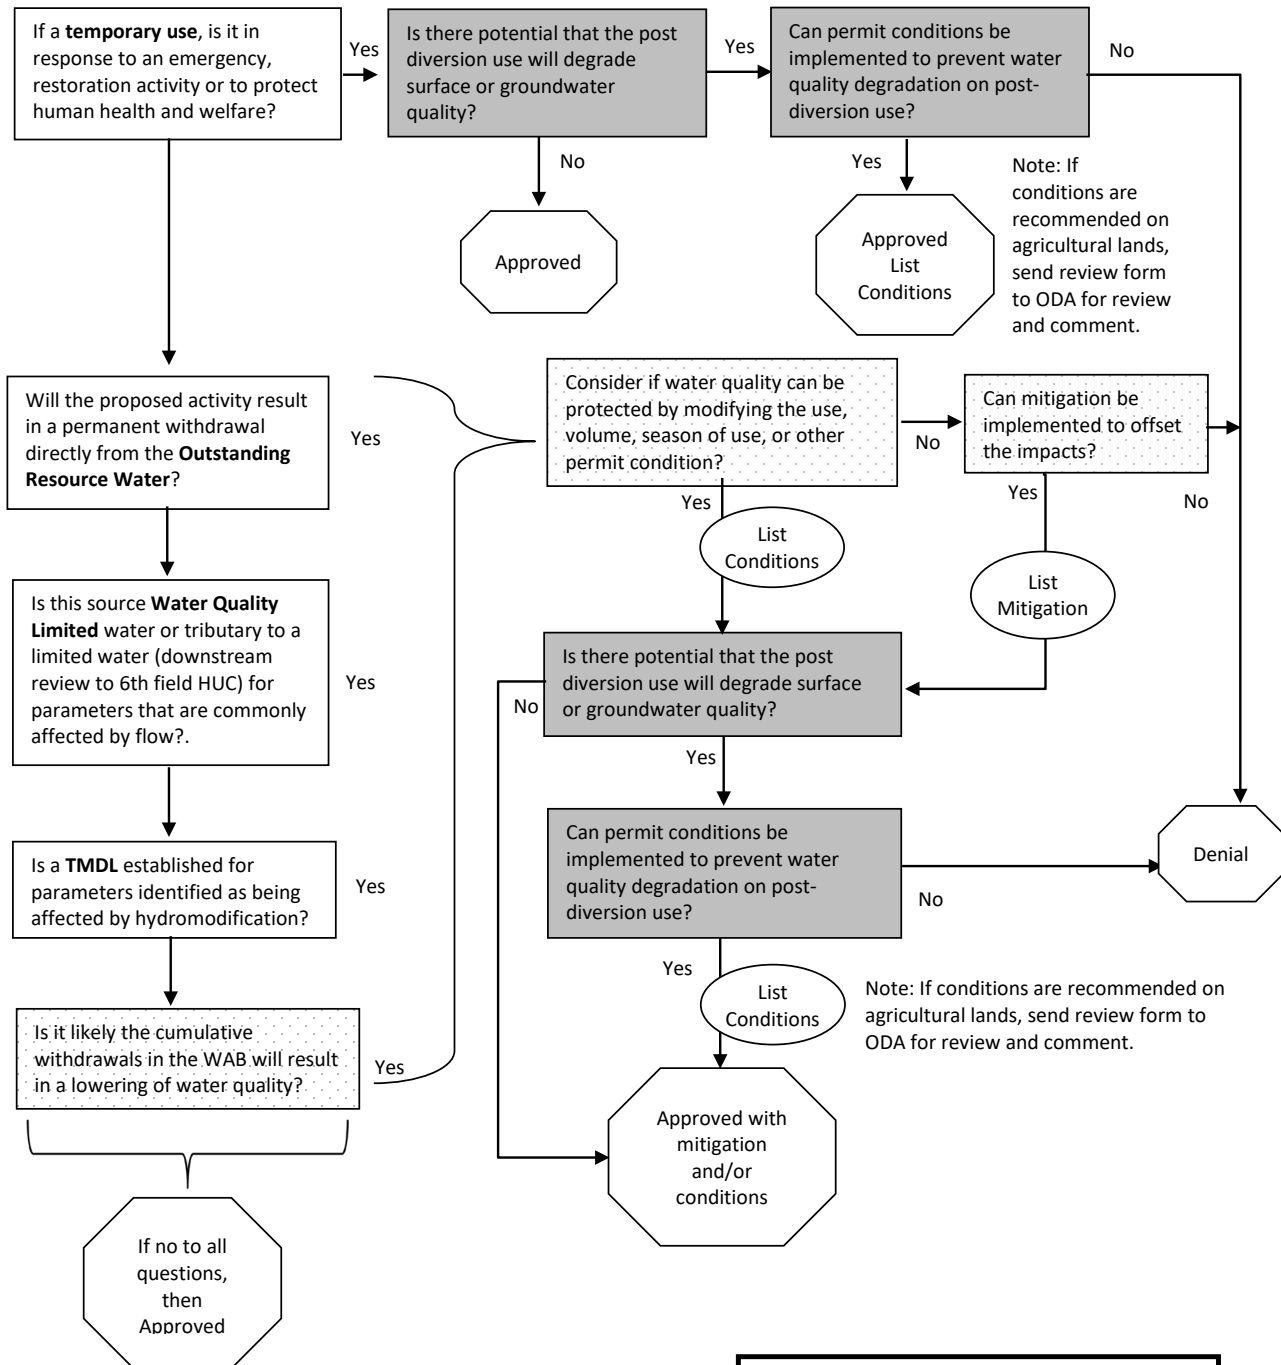 If a temporary use, is it in
response to an emergency,
restoration activity or to protect
human health and welfare?
Yes
Is there potential that the post
diversion use will degrade
surface or groundwater
quality?
Yes
Can permit conditions be
implemented to prevent water
quality degradation on post-
diversion use?
No
No
Approved
Yes
Approved
List
Conditions
Note: If
conditions are
recommended on
agricultural lands,
send review form
to ODA for review
and comment.
Will the proposed activity result
in a permanent withdrawal
directly from the Outstanding
Resource Water?
Yes
Consider if water quality can be
protected by modifying the use,
volume, season of use, or other
permit condition?
No
Can mitigation be
implemented to offset
the impacts?
Yes
List
Conditions
Yes
No
List
Mitigation
Is this source Water Quality
Limited water or tributary to a
limited water (downstream
review to 6th field HUC) for
parameters that are commonly
affected by flow?.
Yes
Is there potential that the post
diversion use will degrade surface
or groundwater quality?
No
Yes
Is a TMDL established for
parameters identified as being
affected by hydromodification?
Yes
Can permit conditions be
implemented to prevent water
quality degradation on post-
diversion use?
No
Denial
Yes
List
Conditions
Note: If conditions are recommended on
agricultural lands, send review form to
ODA for review and comment.
Is it likely the cumulative
withdrawals in the WAB will result
in a lowering of water quality?
Yes
Approved with
mitigation
and/or
conditions
If no to all
questions,
then
Approved